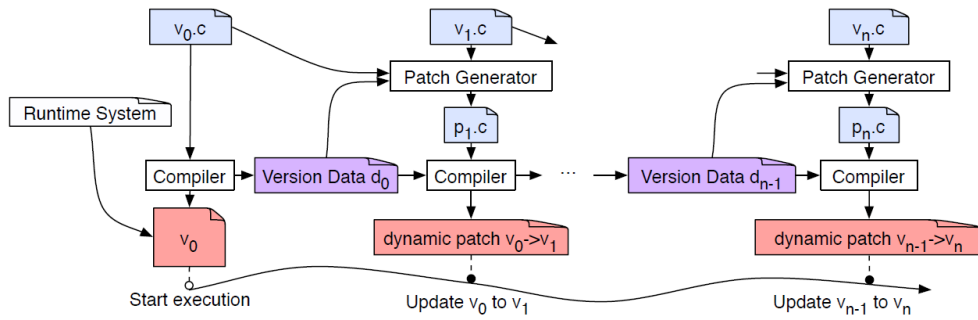 v0.c
v1.c
vn.c
Patch Generator
Patch Generator
Runtime System
p1.c
pn.c
Compiler
Version Data d0
Compiler
...
Version Data dn-1
Compiler
v0
dynamic patch v0->v1
dynamic patch vn-1->vn
Start execution
Update v0 to v1
Update vn-1 to vn